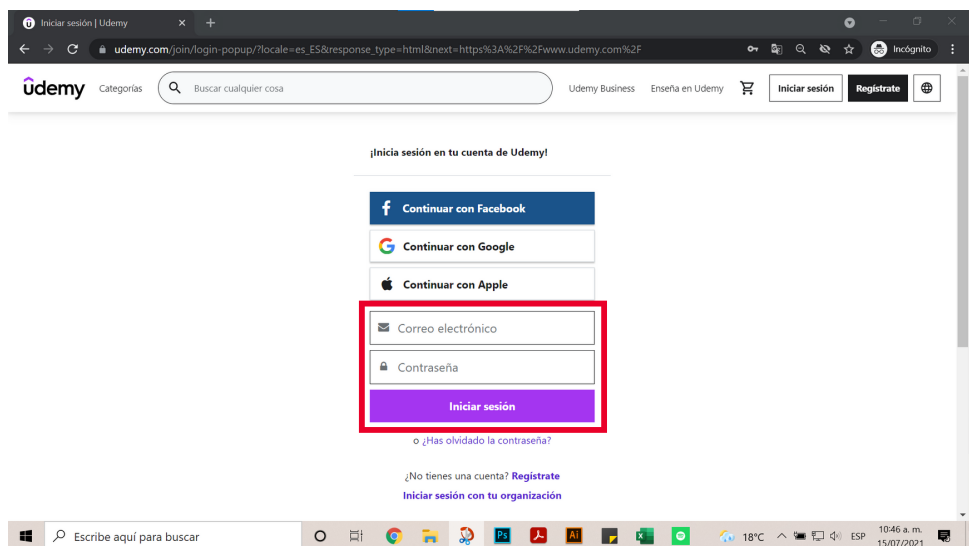 Iniciar sesión | Udemy
udemy.com/join/login-popup/?locale=es_ES&response_type=html&next=https%3A%2F%2Fwww.udemy.com%2F
Incógnito
ûdemy
Categorías
Buscar cualquier cosa
Udemy Business
Enseña en Udemy
Iniciar sesión
Regístrate
¡Inicia sesión en tu cuenta de Udemy!
Continuar con Facebook
Continuar con Google
Continuar con Apple
Correo electrónico
Contraseña
Iniciar sesión
o ¿Has olvidado la contraseña?
¿No tienes una cuenta? Regístrate
Iniciar sesión con tu organización
Escribe aquí para buscar
Ps
Ai
18°C
ESP
10:46 a. m.
15/07/2021